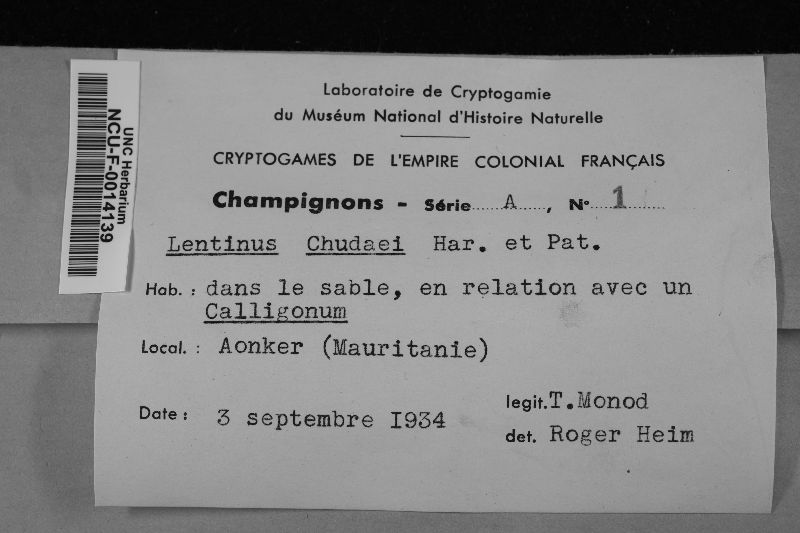 Laboratoire de Cryptogamie
du Muséum National d'Histoire Naturelle
CRYPTOGAMES DE L'EMPIRE COLONIAL FRANÇAIS
Champignons - Série A, N° 1
Lentinus Chudaei Har. et Pat.
Hab. : dans le sable, en relation avec un
Calligonum
Local. : Aonker (Mauritanie)
Date : 3 septembre I934
legit. T. Monod
det. Roger Heim
UNC Herbarium
NCU-F-0014139